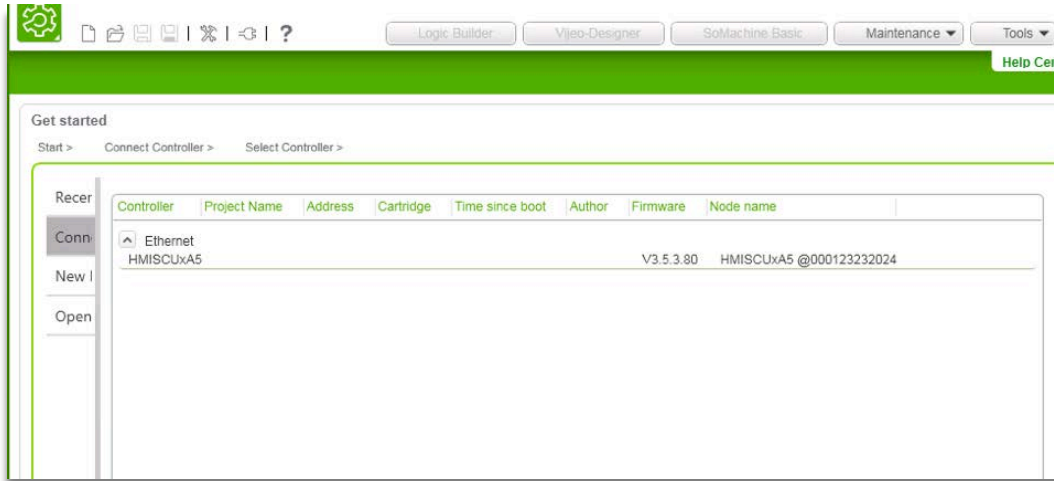 ? Logic Builder Vijeo-Designer SoMachine Basic Maintenance Tools
Help Cen
Get started
Start > Connect Controller > Select Controller >
Recen
Controller Project Name Address Cartridge Time since boot Author Firmware Node name
Conne
Ethernet
HMISCUxA5 V3.5.3.80 HMISCUxA5 @000123232024
New I
Open